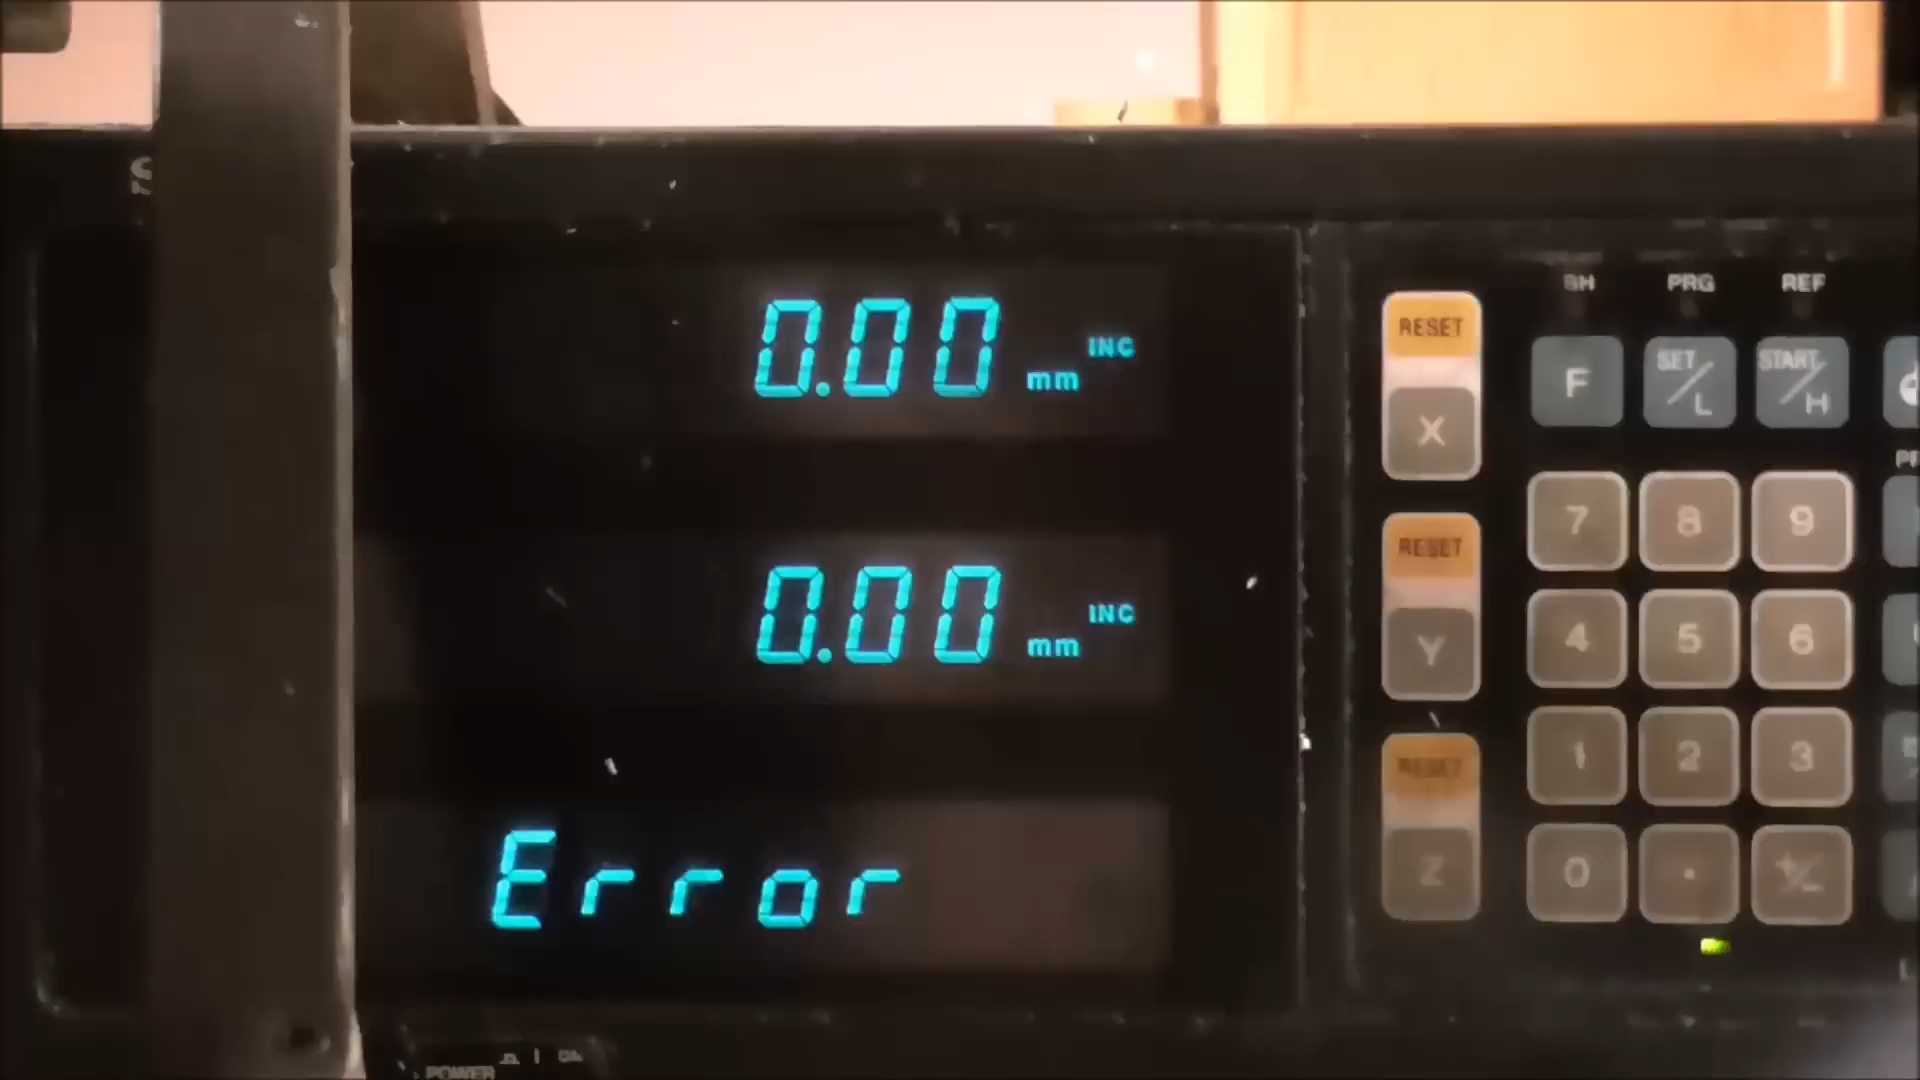 0.00 mm INC
0.00 mm INC
Error
RESET
X
RESET
Y
RESET
Z
PRG REF
F SET/L START/H
7 8 9
4 5 6
1 2 3
0 . +/-
POWER